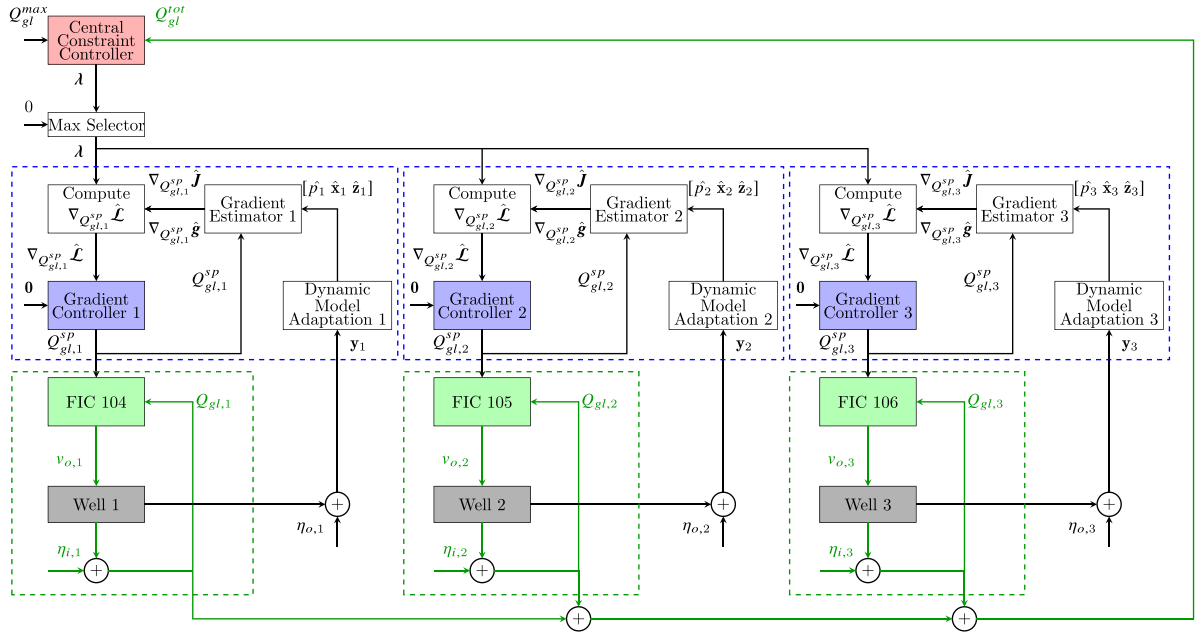 Q_{gl}^{max}
Q_{gl}^{tot}
Central
Constraint
Controller
λ
0
Max Selector
λ
Compute
∇_{Q_{gl,1}^{sp}} \hat{𝓛}
∇_{Q_{gl,1}^{sp}} \hat{J}
∇_{Q_{gl,1}^{sp}} \hat{g}
Gradient
Estimator 1
[\hat{p_1} \hat{x}_1 \hat{z}_1]
∇_{Q_{gl,1}^{sp}} \hat{𝓛}
0
Gradient
Controller 1
Q_{gl,1}^{sp}
Dynamic
Model
Adaptation 1
Q_{gl,1}^{sp}
y_1
Compute
∇_{Q_{gl,2}^{sp}} \hat{𝓛}
∇_{Q_{gl,2}^{sp}} \hat{J}
∇_{Q_{gl,2}^{sp}} \hat{g}
Gradient
Estimator 2
[\hat{p_2} \hat{x}_2 \hat{z}_2]
∇_{Q_{gl,2}^{sp}} \hat{𝓛}
0
Gradient
Controller 2
Q_{gl,2}^{sp}
Dynamic
Model
Adaptation 2
Q_{gl,2}^{sp}
y_2
Compute
∇_{Q_{gl,3}^{sp}} \hat{𝓛}
∇_{Q_{gl,3}^{sp}} \hat{J}
∇_{Q_{gl,3}^{sp}} \hat{g}
Gradient
Estimator 3
[\hat{p_3} \hat{x}_3 \hat{z}_3]
∇_{Q_{gl,3}^{sp}} \hat{𝓛}
0
Gradient
Controller 3
Q_{gl,3}^{sp}
Dynamic
Model
Adaptation 3
Q_{gl,3}^{sp}
y_3
FIC 104
Q_{gl,1}
v_{o,1}
Well 1
+
η_{o,1}
η_{i,1}
+
FIC 105
Q_{gl,2}
v_{o,2}
Well 2
+
η_{o,2}
η_{i,2}
+
+
FIC 106
Q_{gl,3}
v_{o,3}
Well 3
+
η_{o,3}
η_{i,3}
+
+